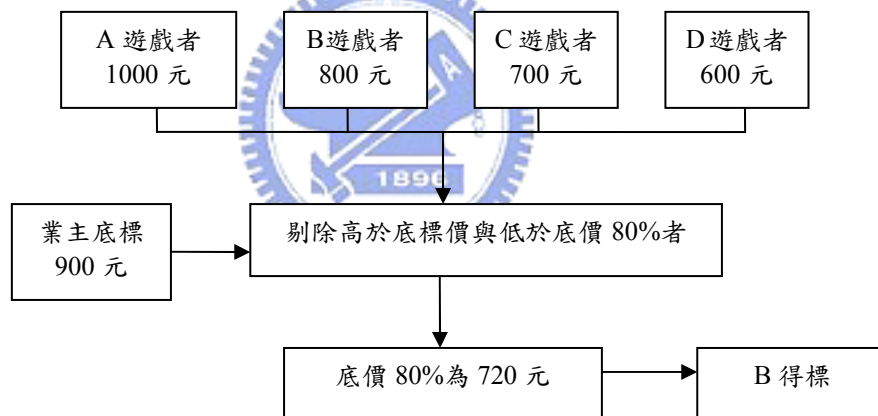 A 遊戲者
1000 元
B遊戲者
800 元
C 遊戲者
700 元
D遊戲者
600 元
A
1896
業主底標
900 元
剔除高於底標價與低於底價 80%者
底價 80%為 720 元
B 得標